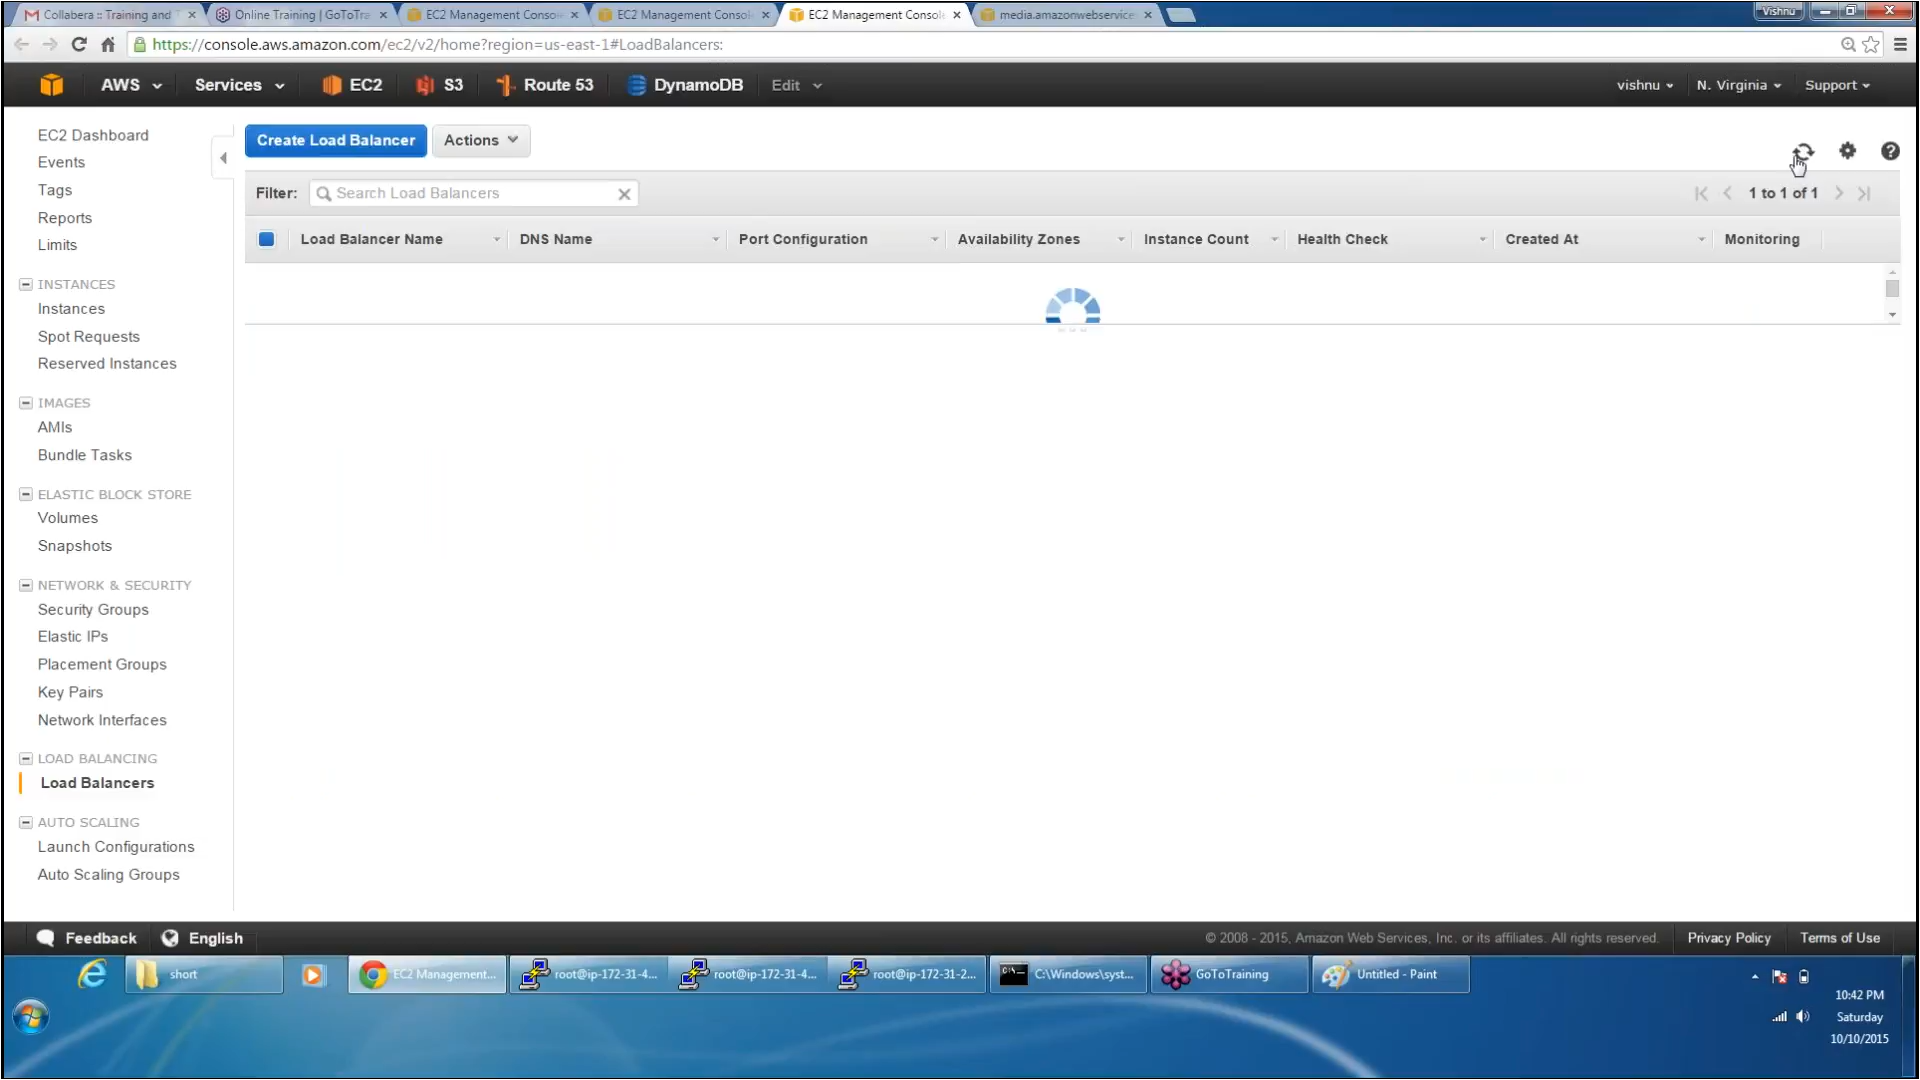 Collabera :: Training and T
Online Training | GoToTra
EC2 Management Conso
EC2 Management Consol
EC2 Management Consol
media.amazonwebservice
Vishnu
https://console.aws.amazon.com/ec2/v2/home?region=us-east-1#LoadBalancers:
AWS
Services
EC2
S3
Route 53
DynamoDB
Edit
vishnu
N. Virginia
Support
EC2 Dashboard
Events
Tags
Reports
Limits
INSTANCES
Instances
Spot Requests
Reserved Instances
IMAGES
AMIs
Bundle Tasks
ELASTIC BLOCK STORE
Volumes
Snapshots
NETWORK & SECURITY
Security Groups
Elastic IPs
Placement Groups
Key Pairs
Network Interfaces
LOAD BALANCING
Load Balancers
AUTO SCALING
Launch Configurations
Auto Scaling Groups
Create Load Balancer
Actions
Filter:
Search Load Balancers
1 to 1 of 1
Load Balancer Name
DNS Name
Port Configuration
Availability Zones
Instance Count
Health Check
Created At
Monitoring
Feedback
English
© 2008 - 2015, Amazon Web Services, Inc. or its affiliates. All rights reserved.
Privacy Policy
Terms of Use
short
EC2 Management...
root@ip-172-31-4...
root@ip-172-31-4...
root@ip-172-31-2...
C:\Windows\syst...
GoToTraining
Untitled - Paint
10:42 PM
Saturday
10/10/2015